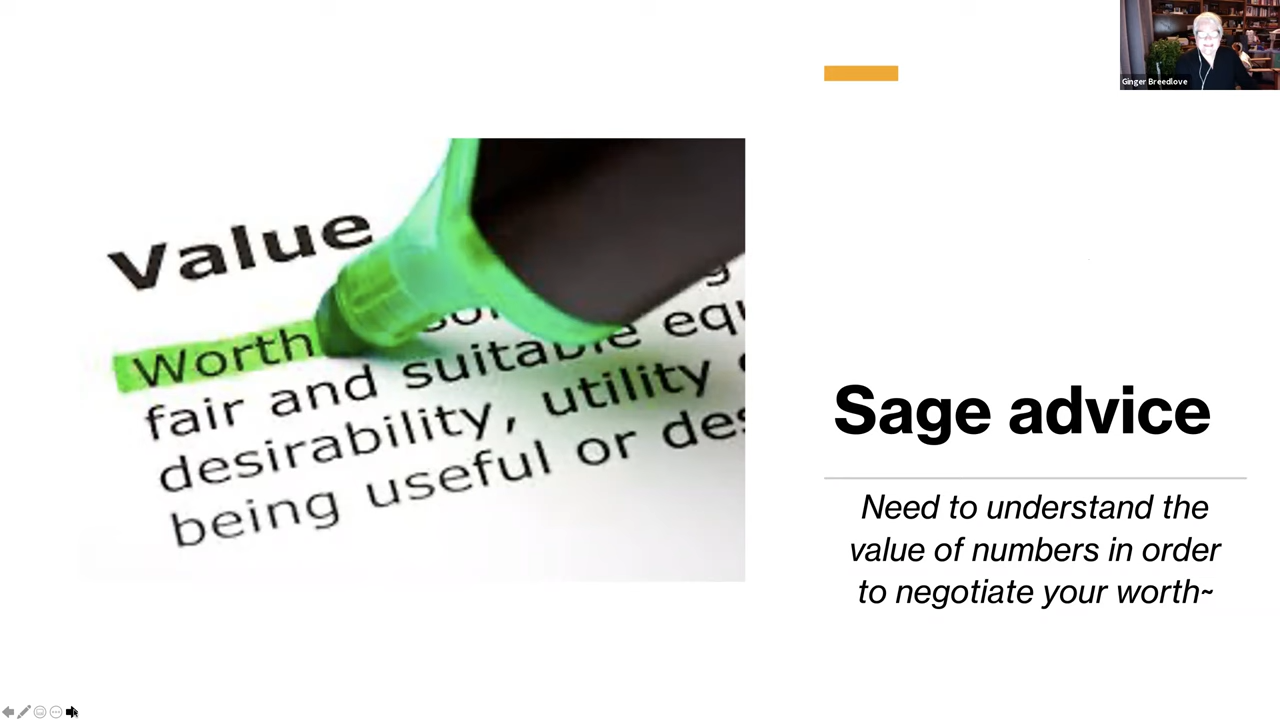 Ginger Breedlove
Value
Worth
fair and suitable
desirability, utility
being useful or
Sage advice
Need to understand the
value of numbers in order
to negotiate your worth~